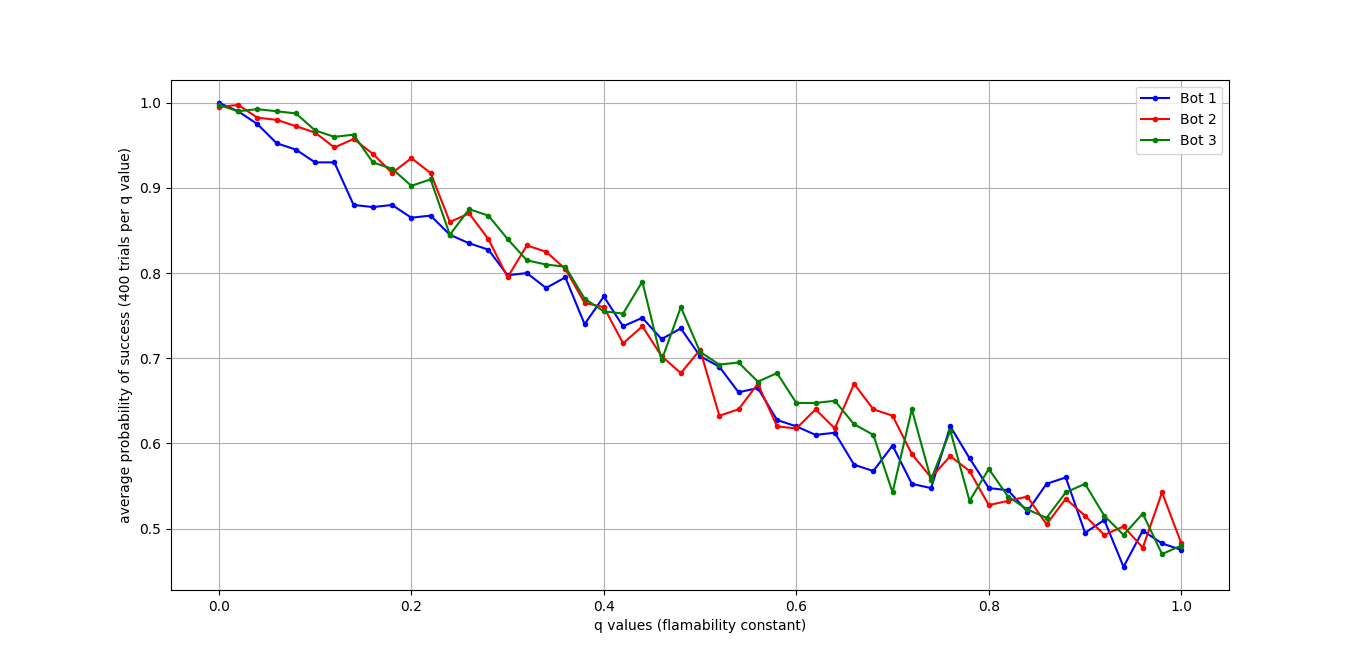 Bot 1
Bot 2
Bot 3
1.0
0.9
0.8
0.7
0.6
0.5
average probability of success (400 trials per q value)
0.0 0.2 0.4 0.6 0.8 1.0
q values (flamability constant)